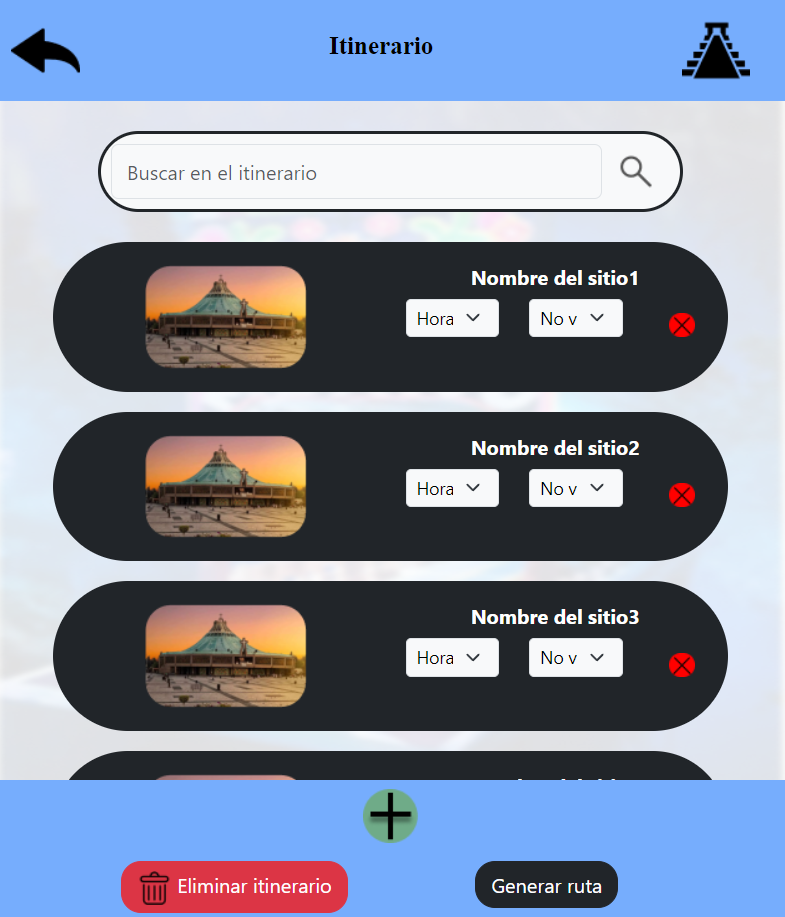 Itinerario
Buscar en el itinerario
Nombre del sitio1
Hora No v
Nombre del sitio2
Hora No v
Nombre del sitio3
Hora No v
Eliminar itinerario Generar ruta